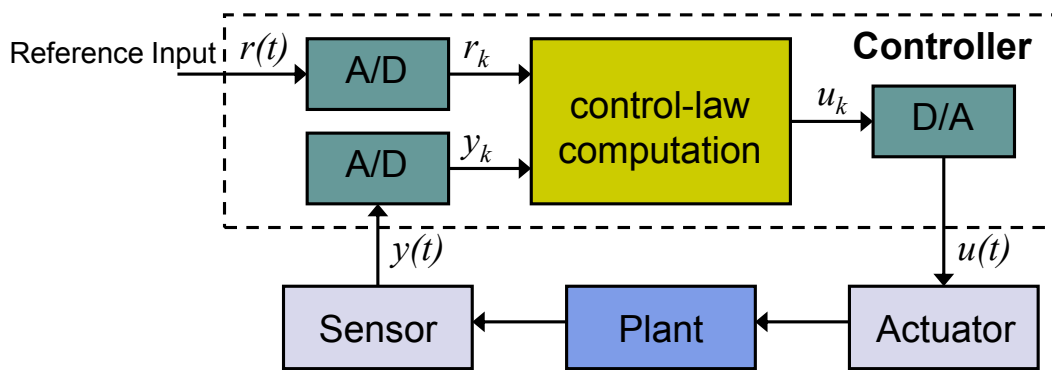 Reference Input
r(t)
A/D
r_k
Controller
control-law
computation
u_k
D/A
A/D
y_k
y(t)
u(t)
Sensor
Plant
Actuator